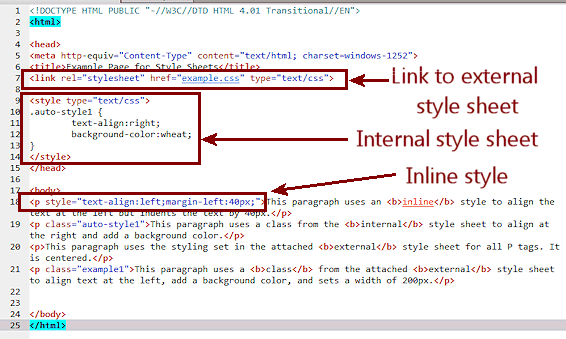 1 <!DOCTYPE HTML PUBLIC "-//W3C//DTD HTML 4.01 Transitional//EN">
2 <html>
3
4 <head>
5 <meta http-equiv="Content-Type" content="text/html; charset=windows-1252">
6 <title>Example Page for Style Sheets</title>
7 <link rel="stylesheet" href="example.css" type="text/css">
Link to external
style sheet
8
9 <style type="text/css">
10 .auto-style1 {
11 text-align:right;
12 background-color:wheat;
13 }
14 </style>
Internal style sheet
15 </head>
16
Inline style
17 <body>
18 <p style="text-align:left;margin-left:40px;">This paragraph uses an <b>inline</b> style to align the
text at the left but indents the text by 40px.</p>
19 <p class="auto-style1">This paragraph uses a class from the <b>internal</b> style sheet to align at
the right and add a background color.</p>
20 <p>This paragraph uses the styling set in the attached <b>external</b> style sheet for all P tags. It
is centered.</p>
21 <p class="example1">This paragraph uses a <b>class</b> from the attached <b>external</b> style sheet
to align text at the left, add a background color, and sets a width of 200px.</p>
22
23
24 </body>
25 </html>